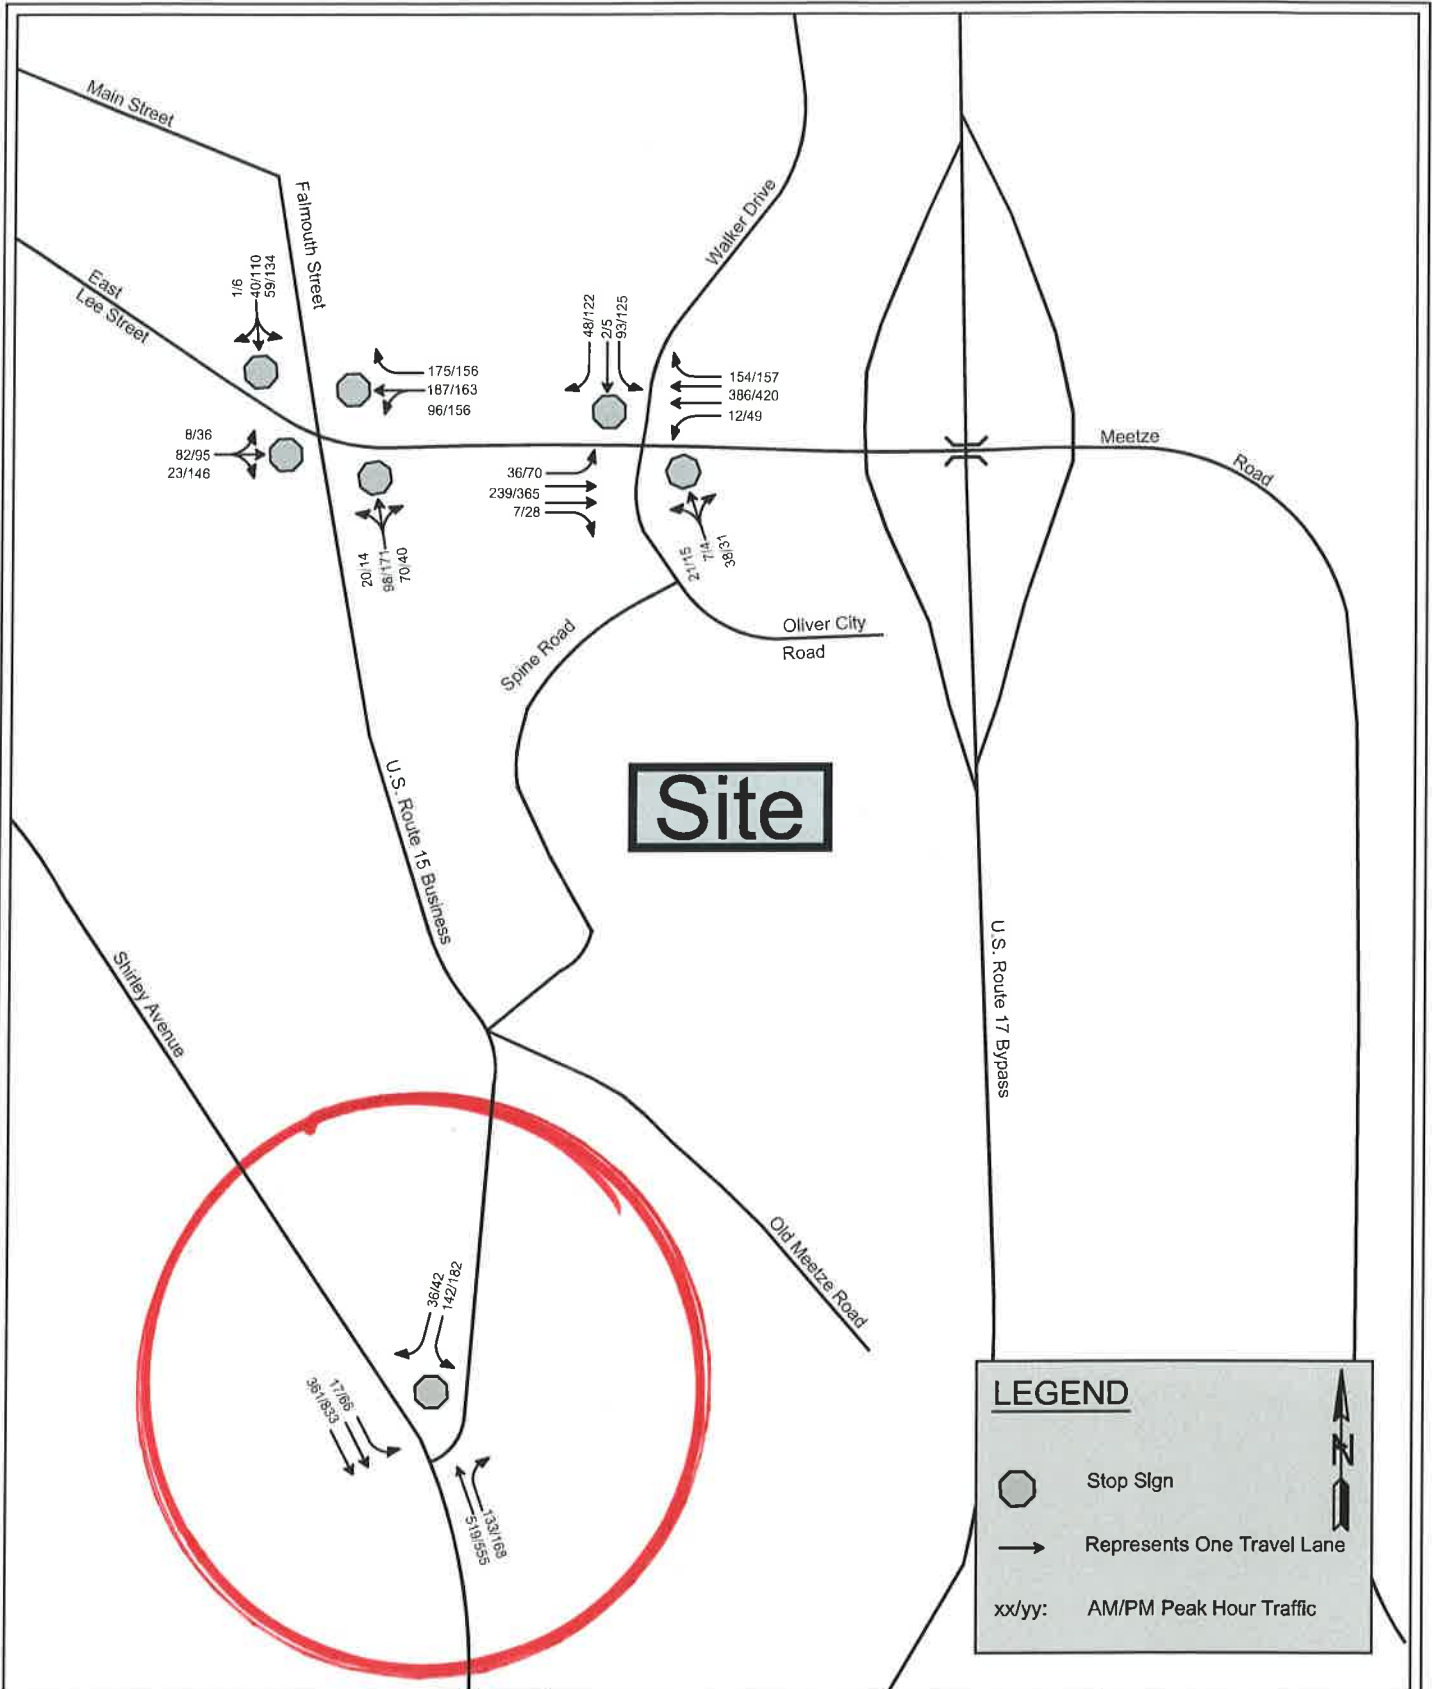 Main Street
Falmouth Street
East
Lee Street
1/6
40/110
59/134
175/156
187/163
96/156
8/36
82/95
23/146
20/14
98/171
70/40
Walker Drive
48/122
2/5
93/125
154/157
386/420
12/49
36/70
239/365
7/28
21/15
7/4
38/31
Meetze
Road
Oliver City
Road
Spine Road
Site
U.S. Route 15 Business
U.S. Route 17 Bypass
Shirley Avenue
Old Meetze Road
36/42
142/182
17/66
361/833
133/168
519/555
LEGEND
N
Stop Sign
Represents One Travel Lane
xx/yy: AM/PM Peak Hour Traffic